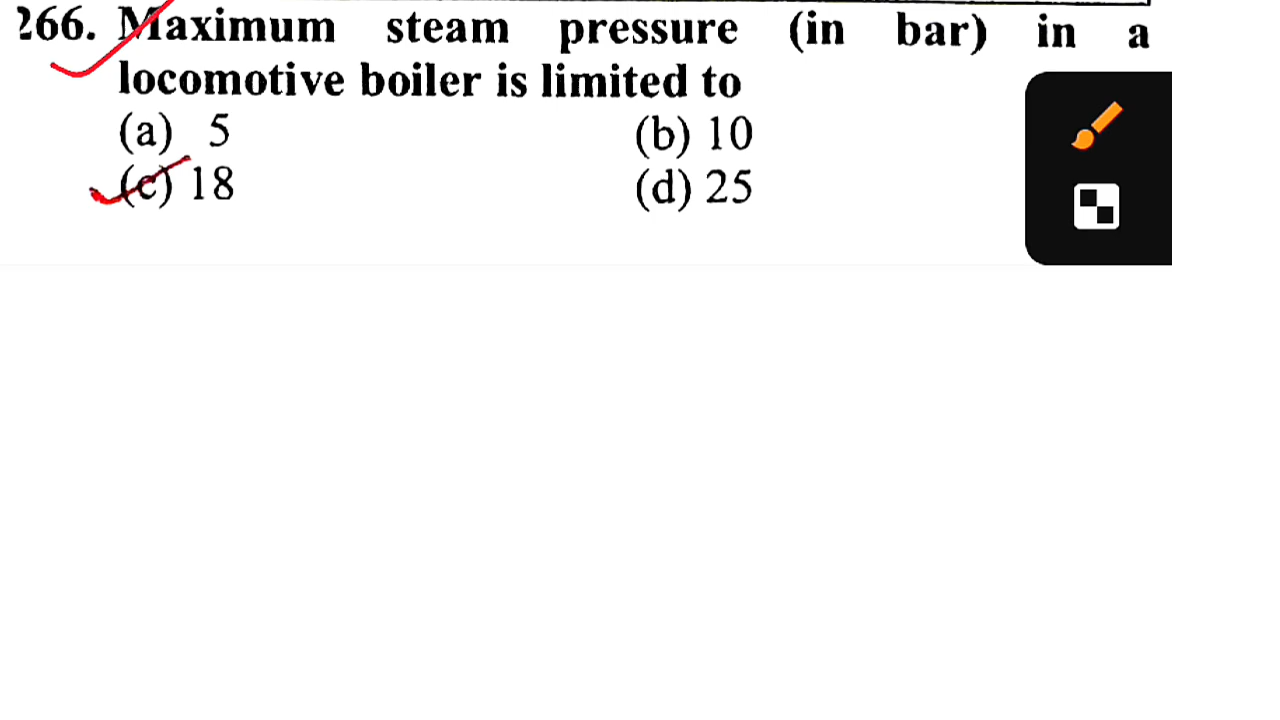 266. Maximum steam pressure (in bar) in a
locomotive boiler is limited to
(a) 5 (b) 10
(c) 18 (d) 25